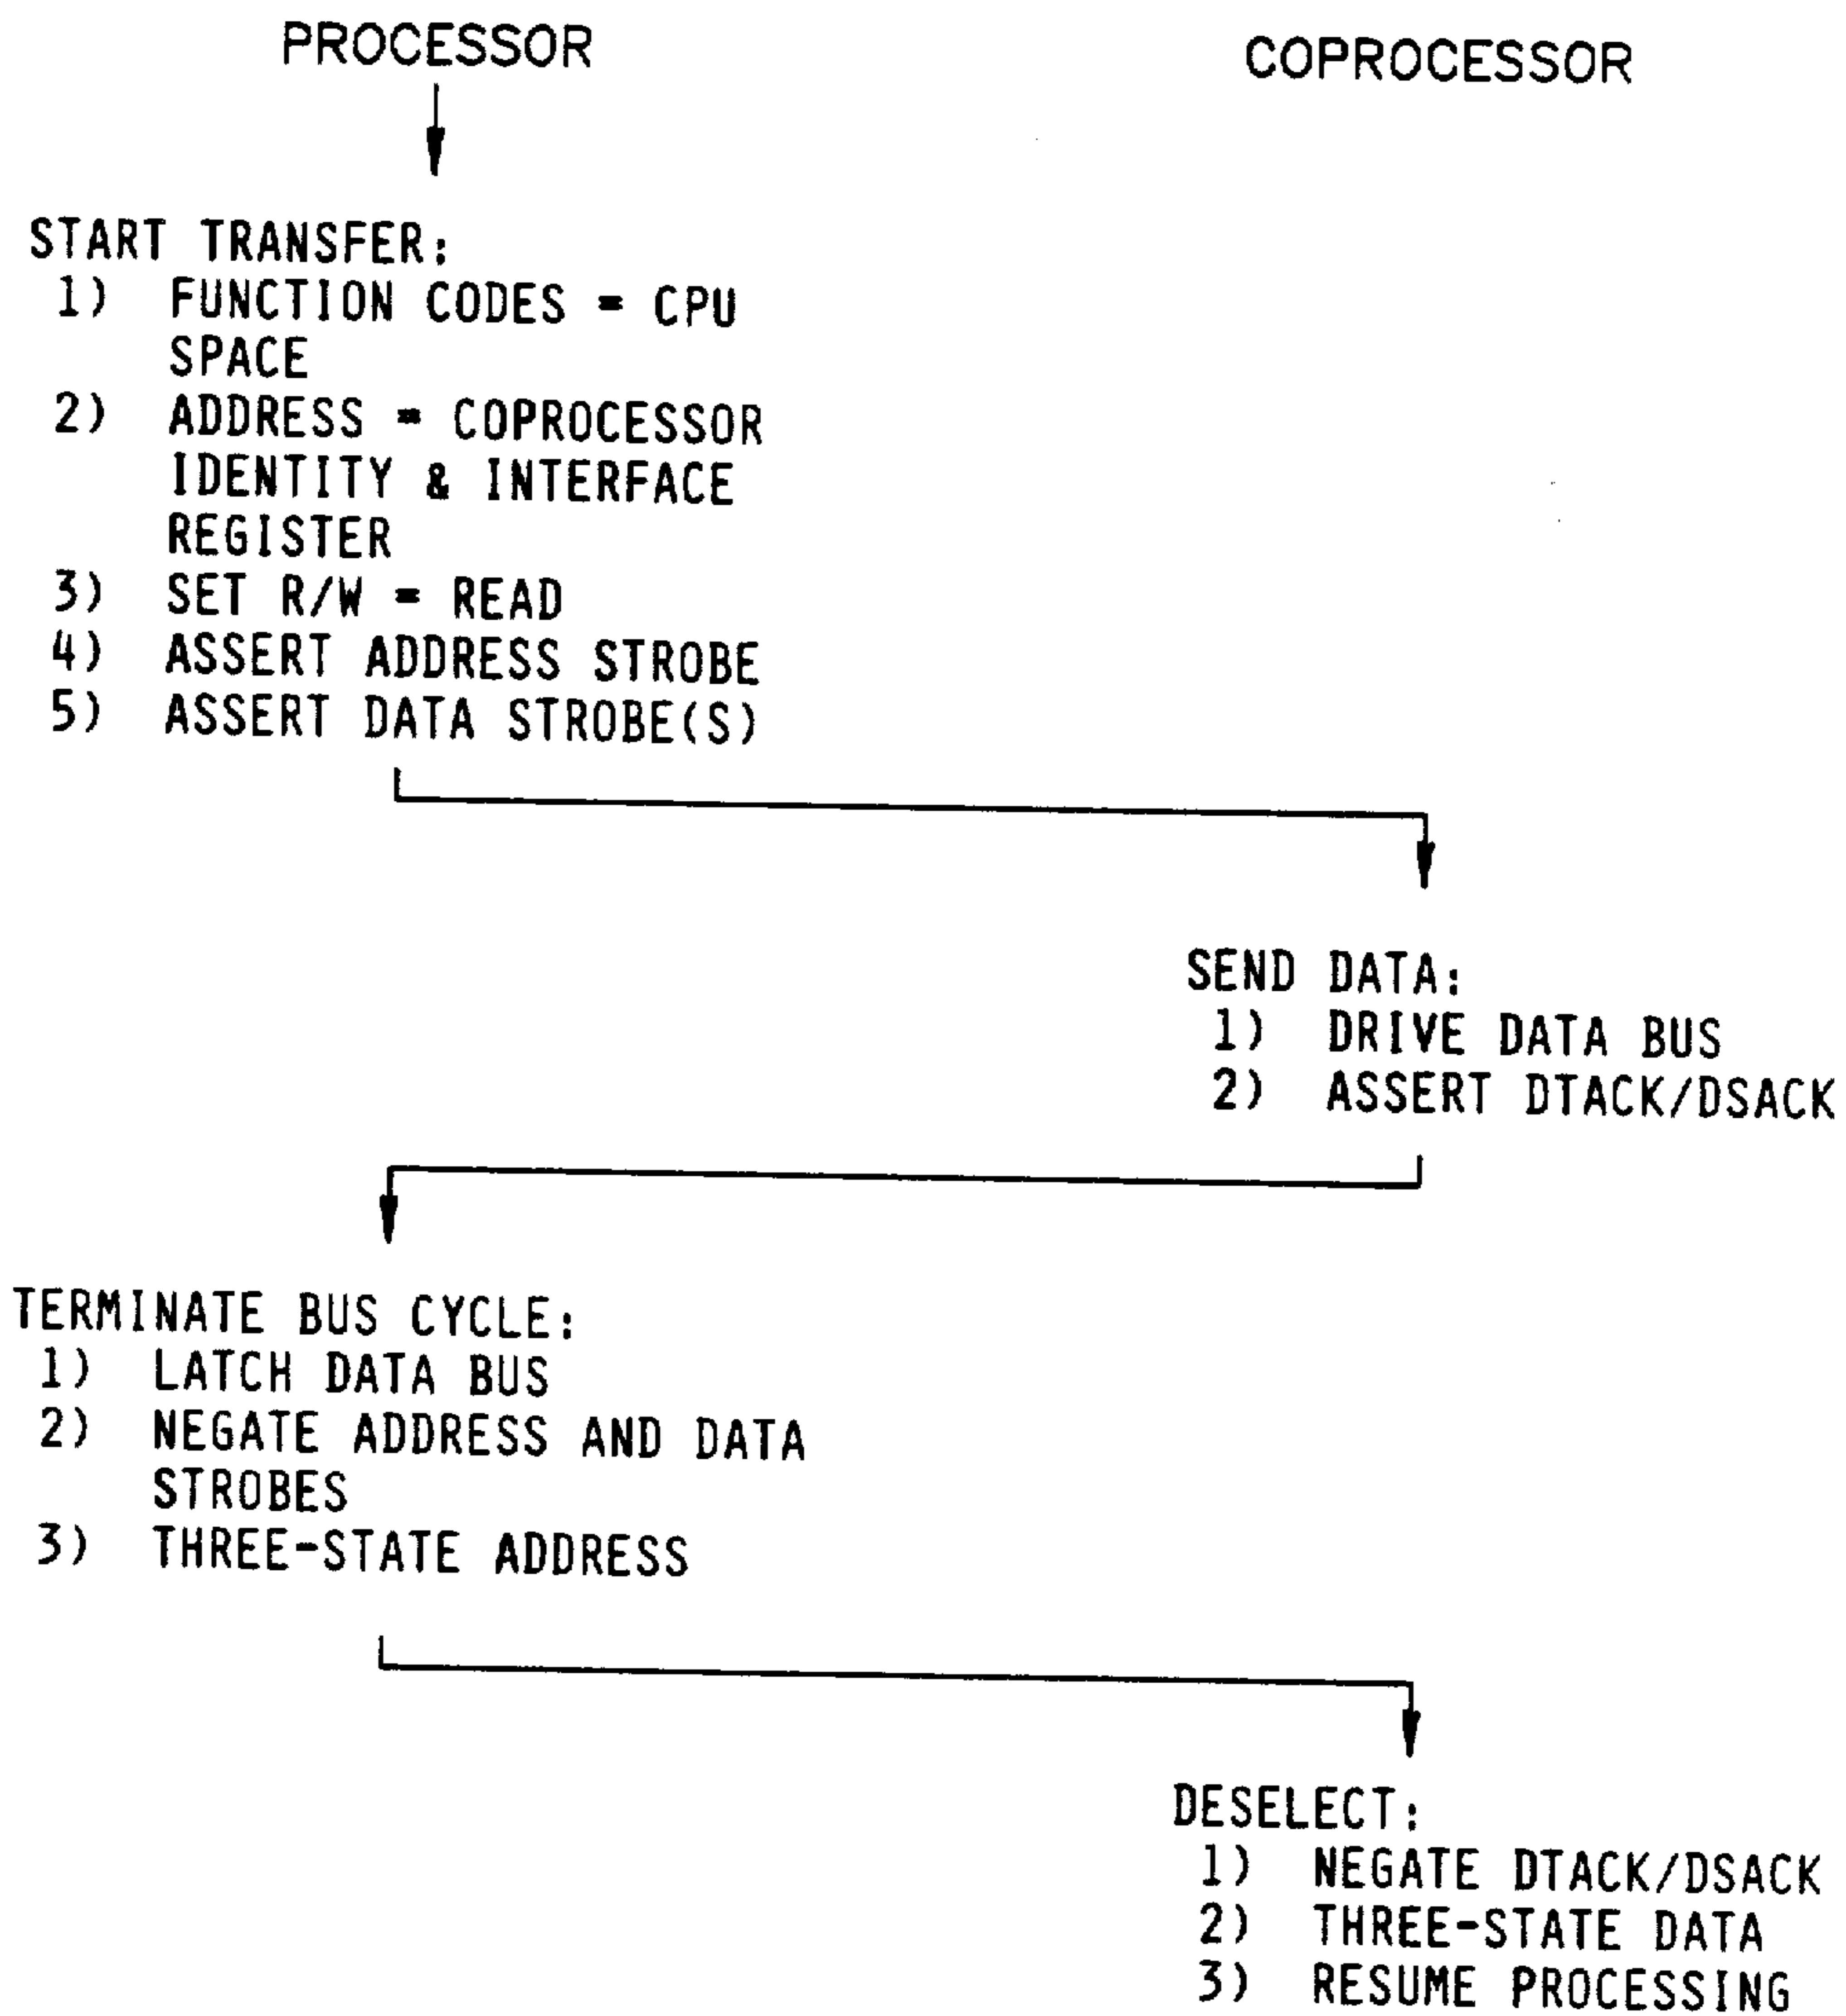 PROCESSOR
COPROCESSOR
START TRANSFER:
1) FUNCTION CODES = CPU
SPACE
2) ADDRESS = COPROCESSOR
IDENTITY & INTERFACE
REGISTER
3) SET R/W = READ
4) ASSERT ADDRESS STROBE
5) ASSERT DATA STROBE(S)
SEND DATA:
1) DRIVE DATA BUS
2) ASSERT DTACK/DSACK
TERMINATE BUS CYCLE:
1) LATCH DATA BUS
2) NEGATE ADDRESS AND DATA
STROBES
3) THREE-STATE ADDRESS
DESELECT:
1) NEGATE DTACK/DSACK
2) THREE-STATE DATA
3) RESUME PROCESSING